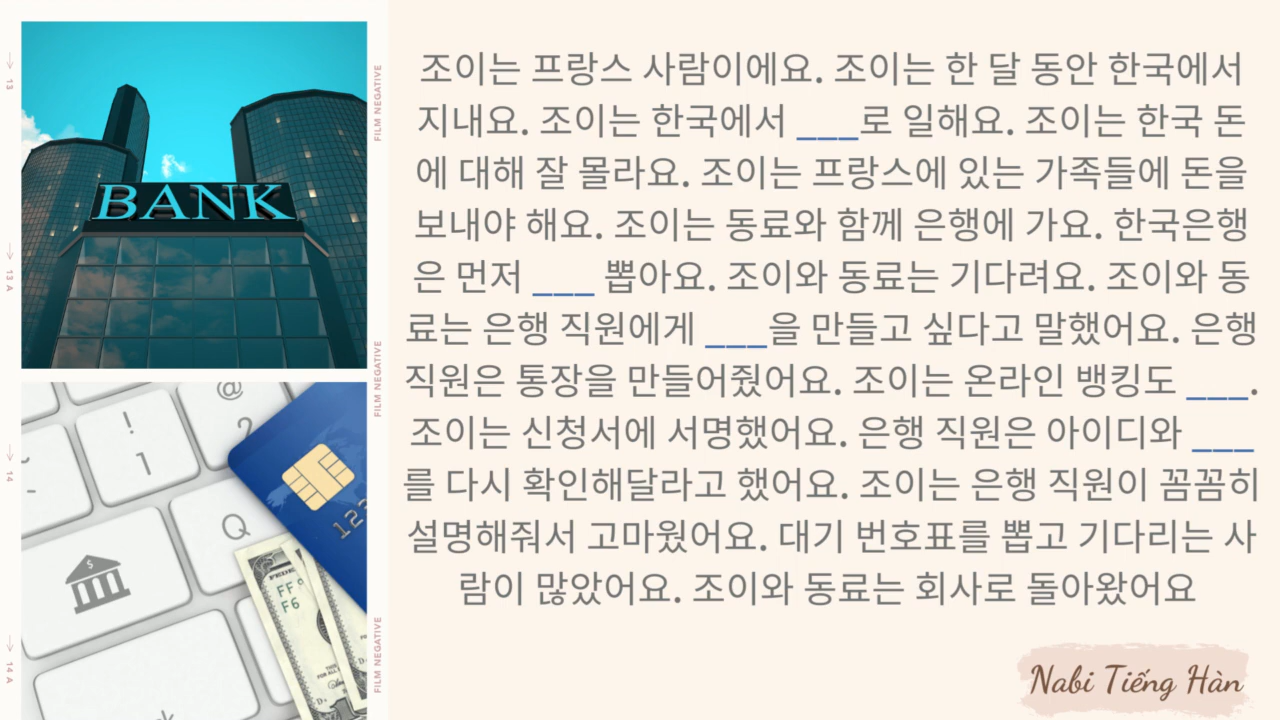 → 13
→ 13 A
→ 14
→ 14 A
FILM NEGATIVE
FILM NEGATIVE
FILM NEGATIVE
BANK
@
!
1
2
Q
$
FF
F6
조이는 프랑스 사람이에요. 조이는 한 달 동안 한국에서
지내요. 조이는 한국에서 ___로 일해요. 조이는 한국 돈
에 대해 잘 몰라요. 조이는 프랑스에 있는 가족들에 돈을
보내야 해요. 조이는 동료와 함께 은행에 가요. 한국은행
은 먼저 ___ 뽑아요. 조이와 동료는 기다려요. 조이와 동
료는 은행 직원에게 ___을 만들고 싶다고 말했어요. 은행
직원은 통장을 만들어줬어요. 조이는 온라인 뱅킹도 ___.
조이는 신청서에 서명했어요. 은행 직원은 아이디와 ___
를 다시 확인해달라고 했어요. 조이는 은행 직원이 꼼꼼히
설명해줘서 고마웠어요. 대기 번호표를 뽑고 기다리는 사
람이 많았어요. 조이와 동료는 회사로 돌아왔어요
Nabi Tiếng Hàn